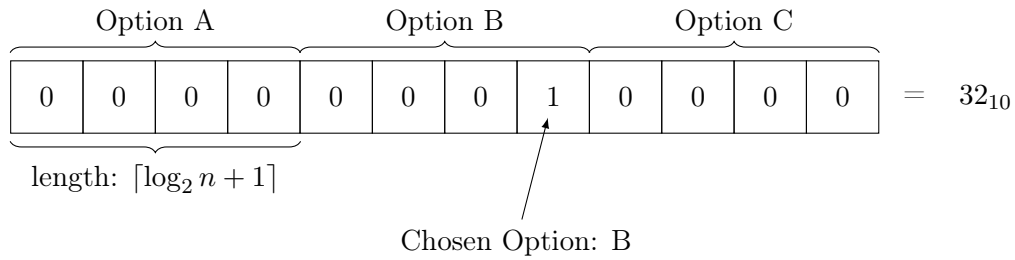 Option A Option B Option C
0 0 0 0 0 0 0 1 0 0 0 0 = 32₁₀
length: ⌈log₂ n + 1⌉
Chosen Option: B